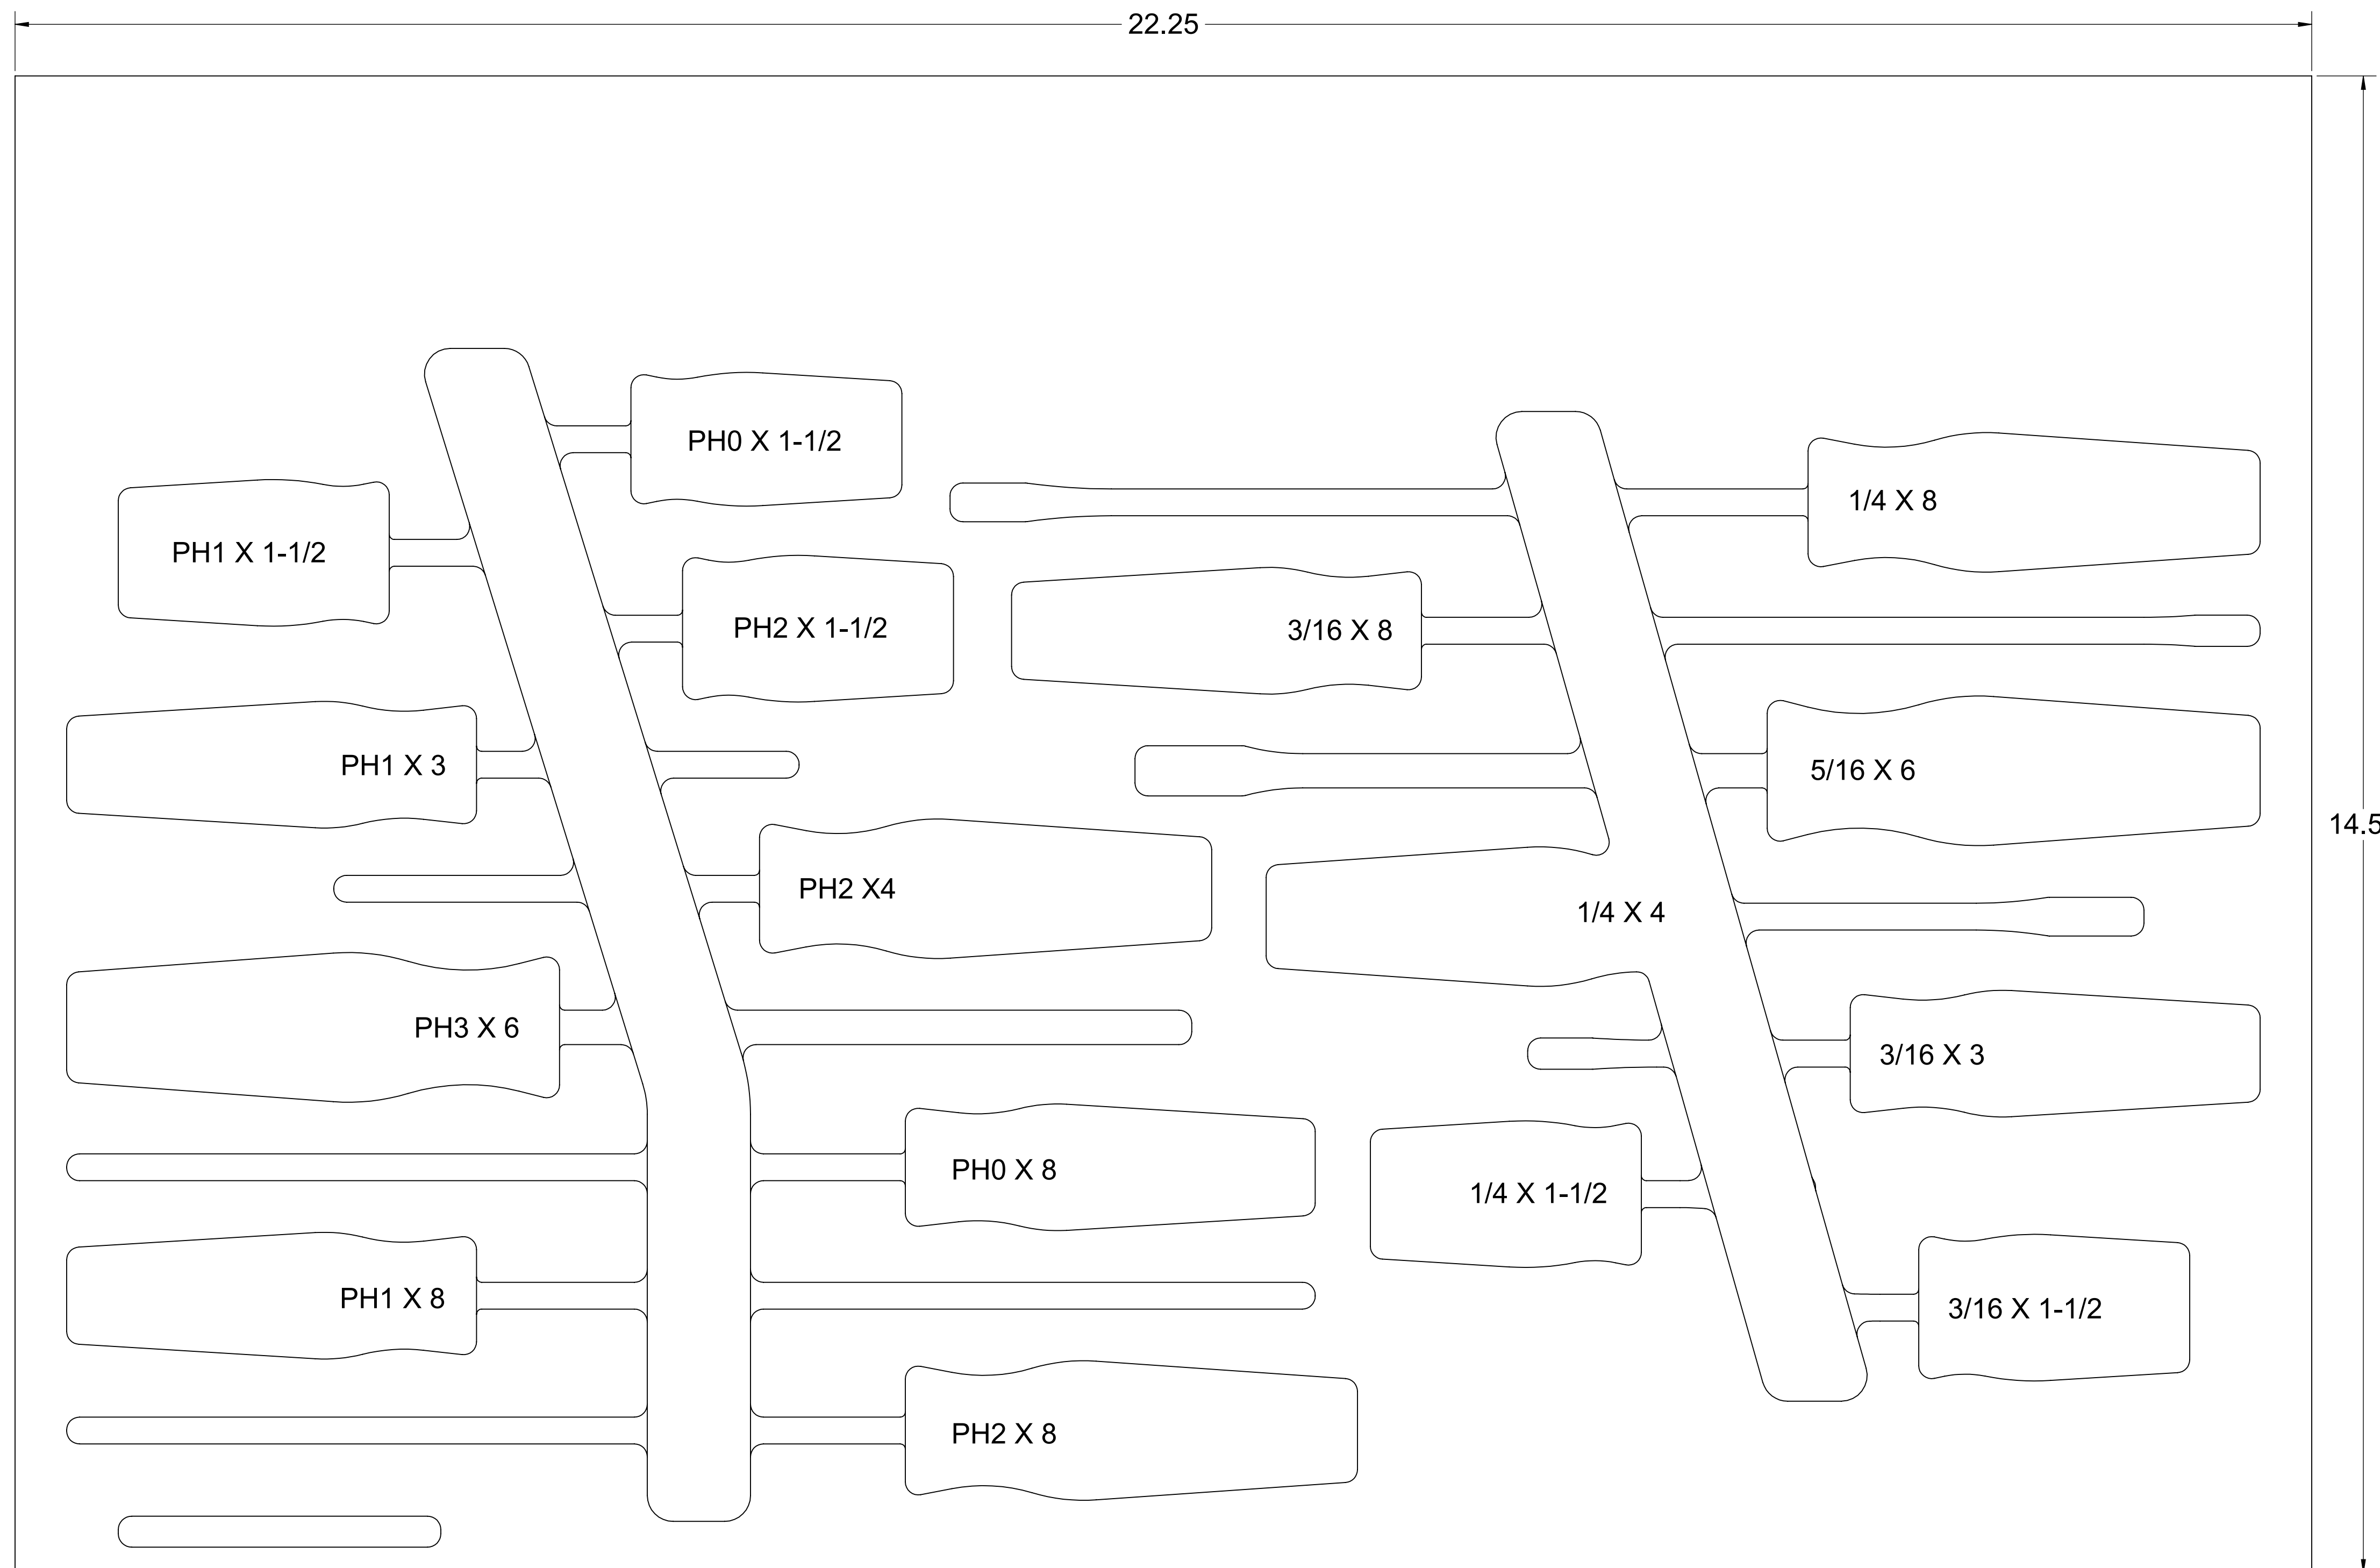 22.25
PH0 X 1-1/2
1/4 X 8
PH1 X 1-1/2
PH2 X 1-1/2
3/16 X 8
PH1 X 3
5/16 X 6
14.5
PH2 X4
1/4 X 4
PH3 X 6
3/16 X 3
PH0 X 8
1/4 X 1-1/2
PH1 X 8
3/16 X 1-1/2
PH2 X 8